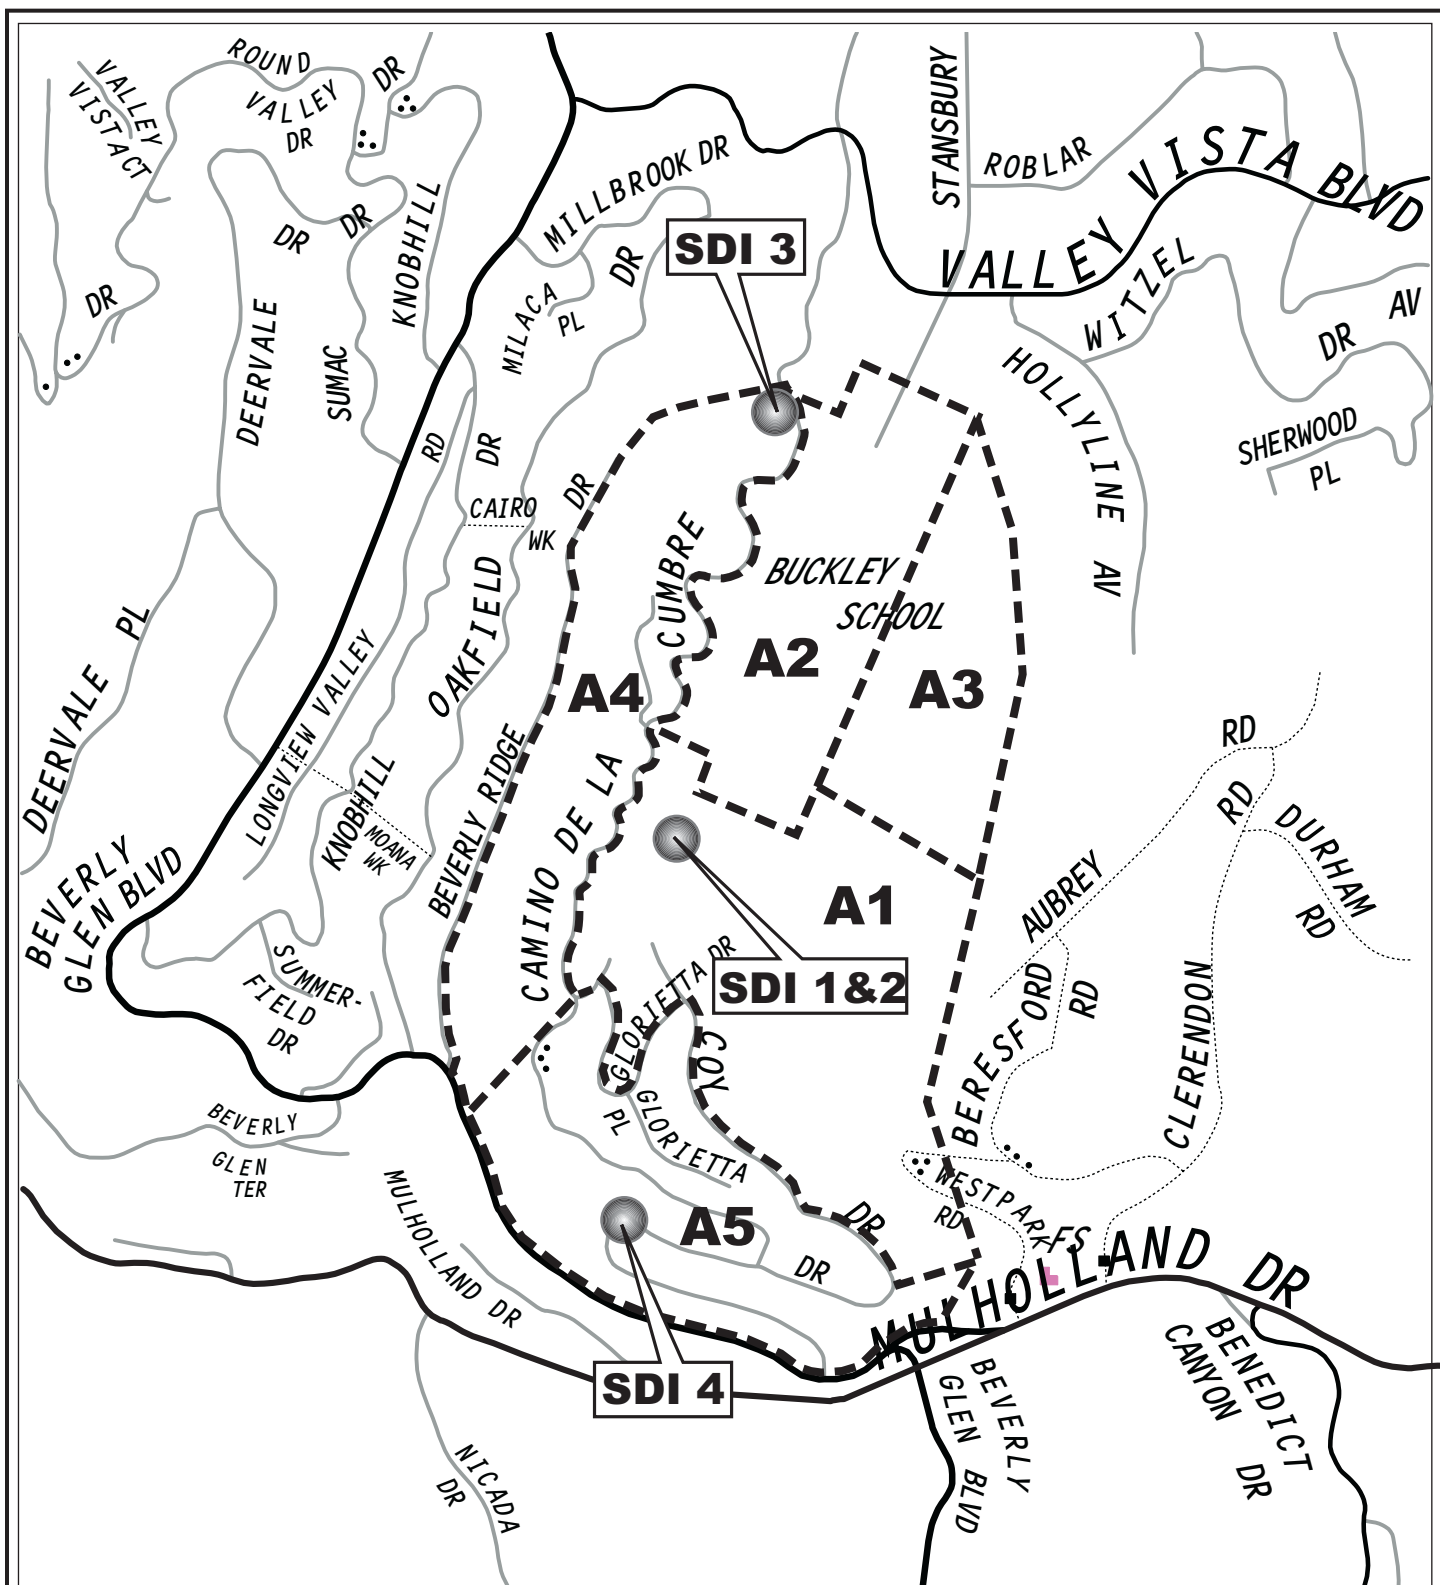 ROUND
VALLEY
DR
DR
VALLEY
VISTA CT
STANSBURY
ROBLAR
VALLEY VISTA BLVD
MILLBROOK DR
DR
DR
KNOBHILL
SDI 3
DR
WITZEL
DR
MILACA
PL
AV
DR
DEERVALE
SUMAC
HOLLYLINE
AV
SHERWOOD
PL
RD
DR
DR
CAIRO
WK
CUMBRE
BUCKLEY
SCHOOL
OAKFIELD
DEERVALE PL
A2
A3
A4
LONGVIEW VALLEY
RD
RD
BEVERLY RIDGE
CAMINO DE LA
KNOBHILL
MOANA
WK
DURHAM
RD
BEVERLY
GLEN BLVD
AUBREY
A1
SUMMER-
FIELD
DR
GLORIETTA DR
SDI 1&2
BERESFORD
RD
CLERENDON
COY
DR
GLORIETTA
PL
BEVERLY
GLEN
TER
WESTPARK
RD
FS
MULHOLLAND DR
A5
DR
MULHOLLAND DR
SDI 4
BEVERLY
GLEN BLVD
BENEDICT
CANYON
DR
NICADA
DR